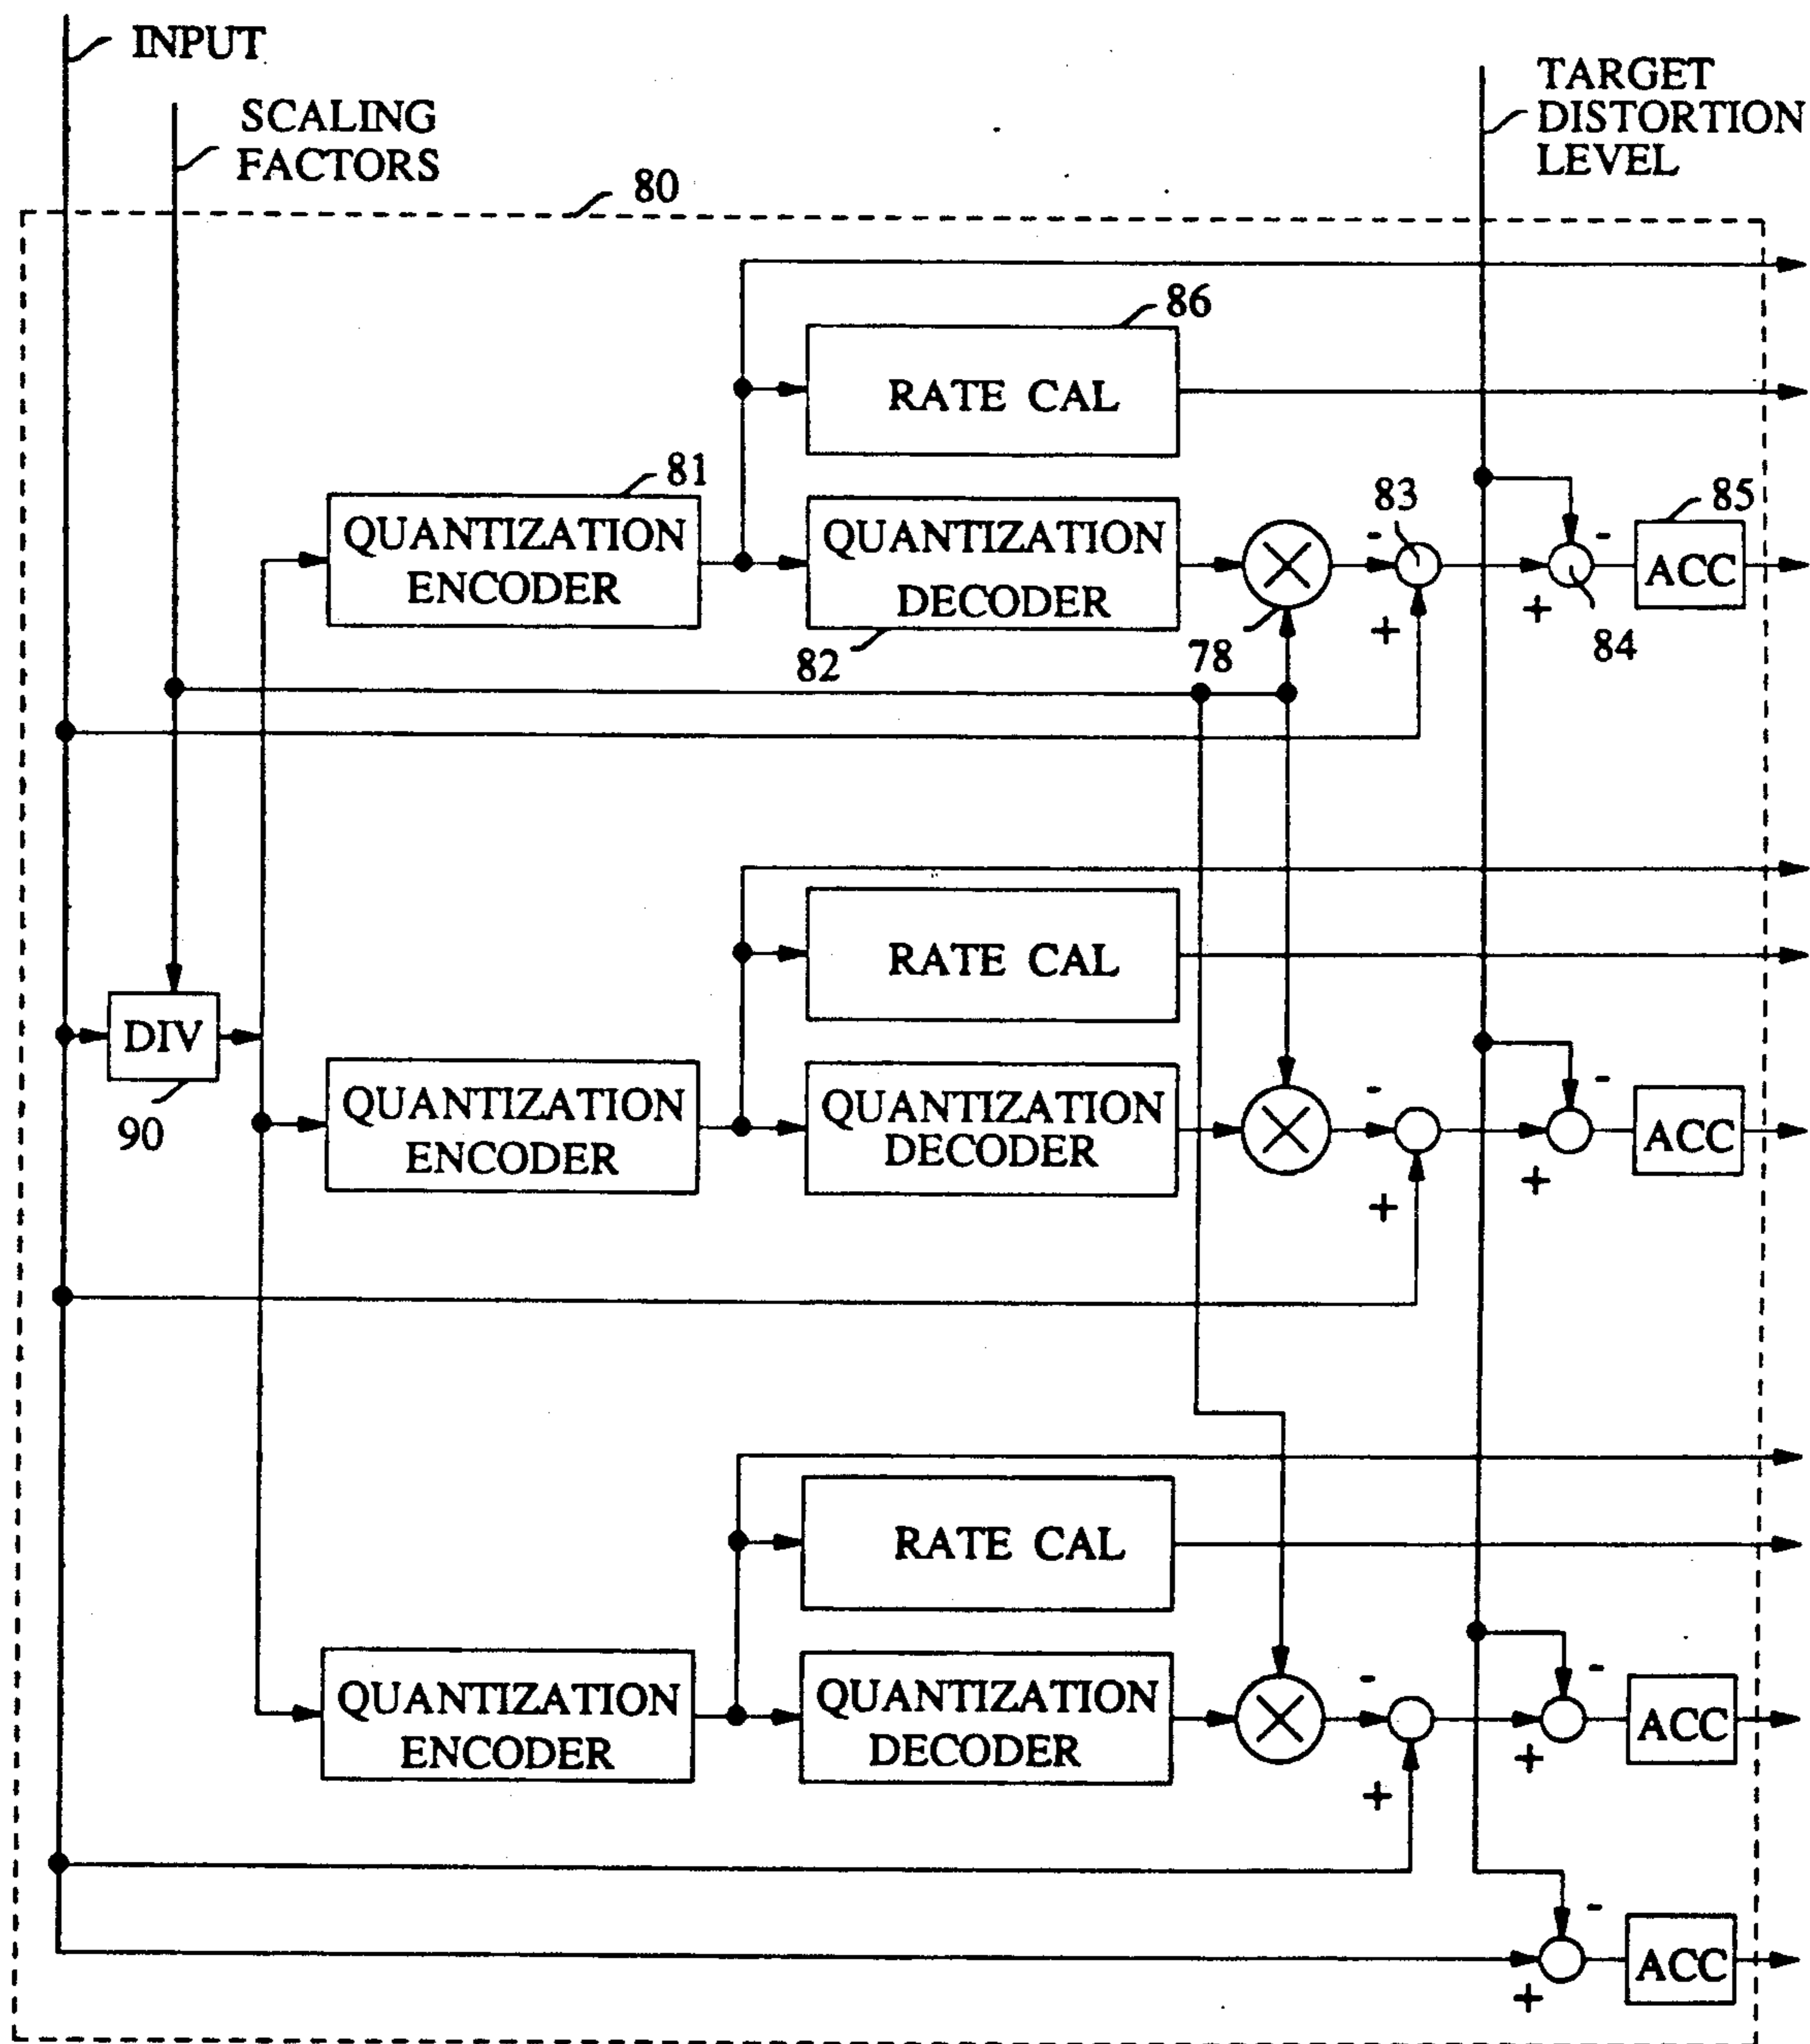 INPUT
SCALING
FACTORS
TARGET
DISTORTION
LEVEL
80
86
RATE CAL
81
QUANTIZATION
ENCODER
QUANTIZATION
DECODER
82
78
-
83
+
-
+
84
85
ACC
RATE CAL
DIV
90
QUANTIZATION
ENCODER
QUANTIZATION
DECODER
-
+
-
+
ACC
RATE CAL
QUANTIZATION
ENCODER
QUANTIZATION
DECODER
-
+
-
+
ACC
-
+
ACC